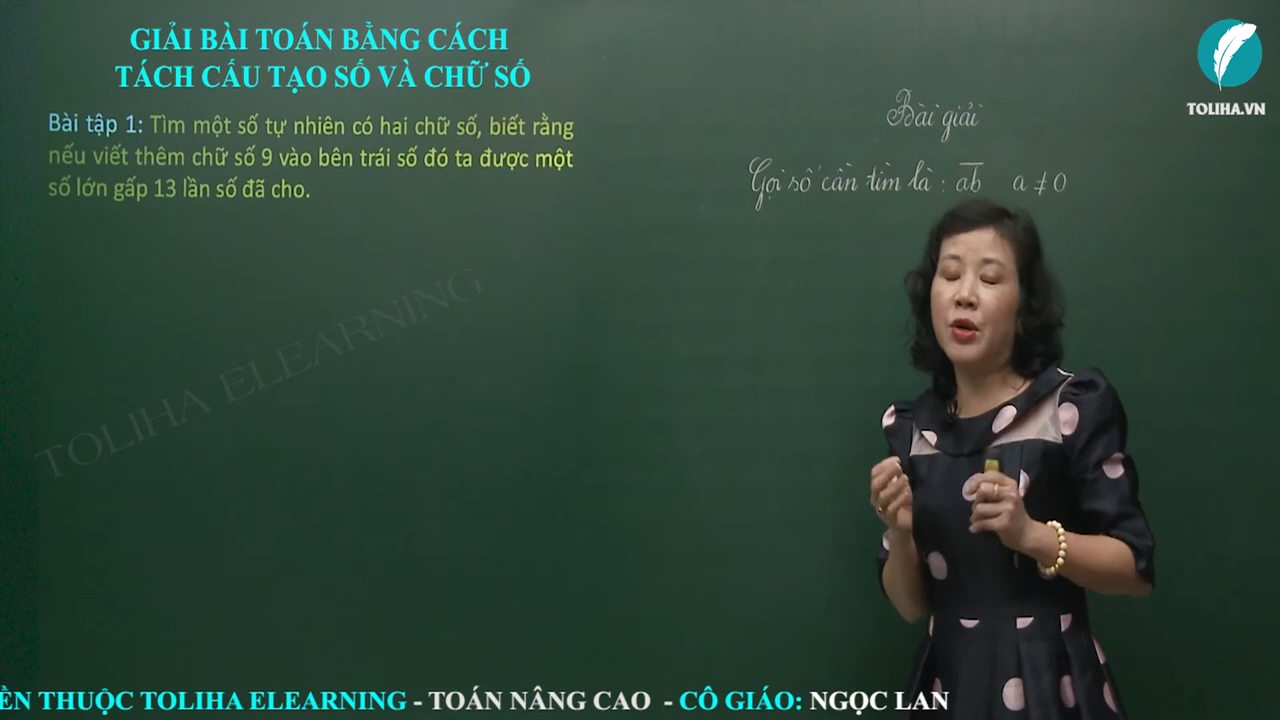 GIẢI BÀI TOÁN BẰNG CÁCH
TÁCH CẤU TẠO SỐ VÀ CHỮ SỐ
Bài tập 1: Tìm một số tự nhiên có hai chữ số, biết rằng
nếu viết thêm chữ số 9 vào bên trái số đó ta được một
số lớn gấp 13 lần số đã cho.
TOLIHA.VN
Bài giải
Gọi số cần tìm là : a̅b̅ a ≠ 0
TOLIHA ELEARNING
ỀN THUỘC TOLIHA ELEARNING - TOÁN NÂNG CAO - CÔ GIÁO: NGỌC LAN